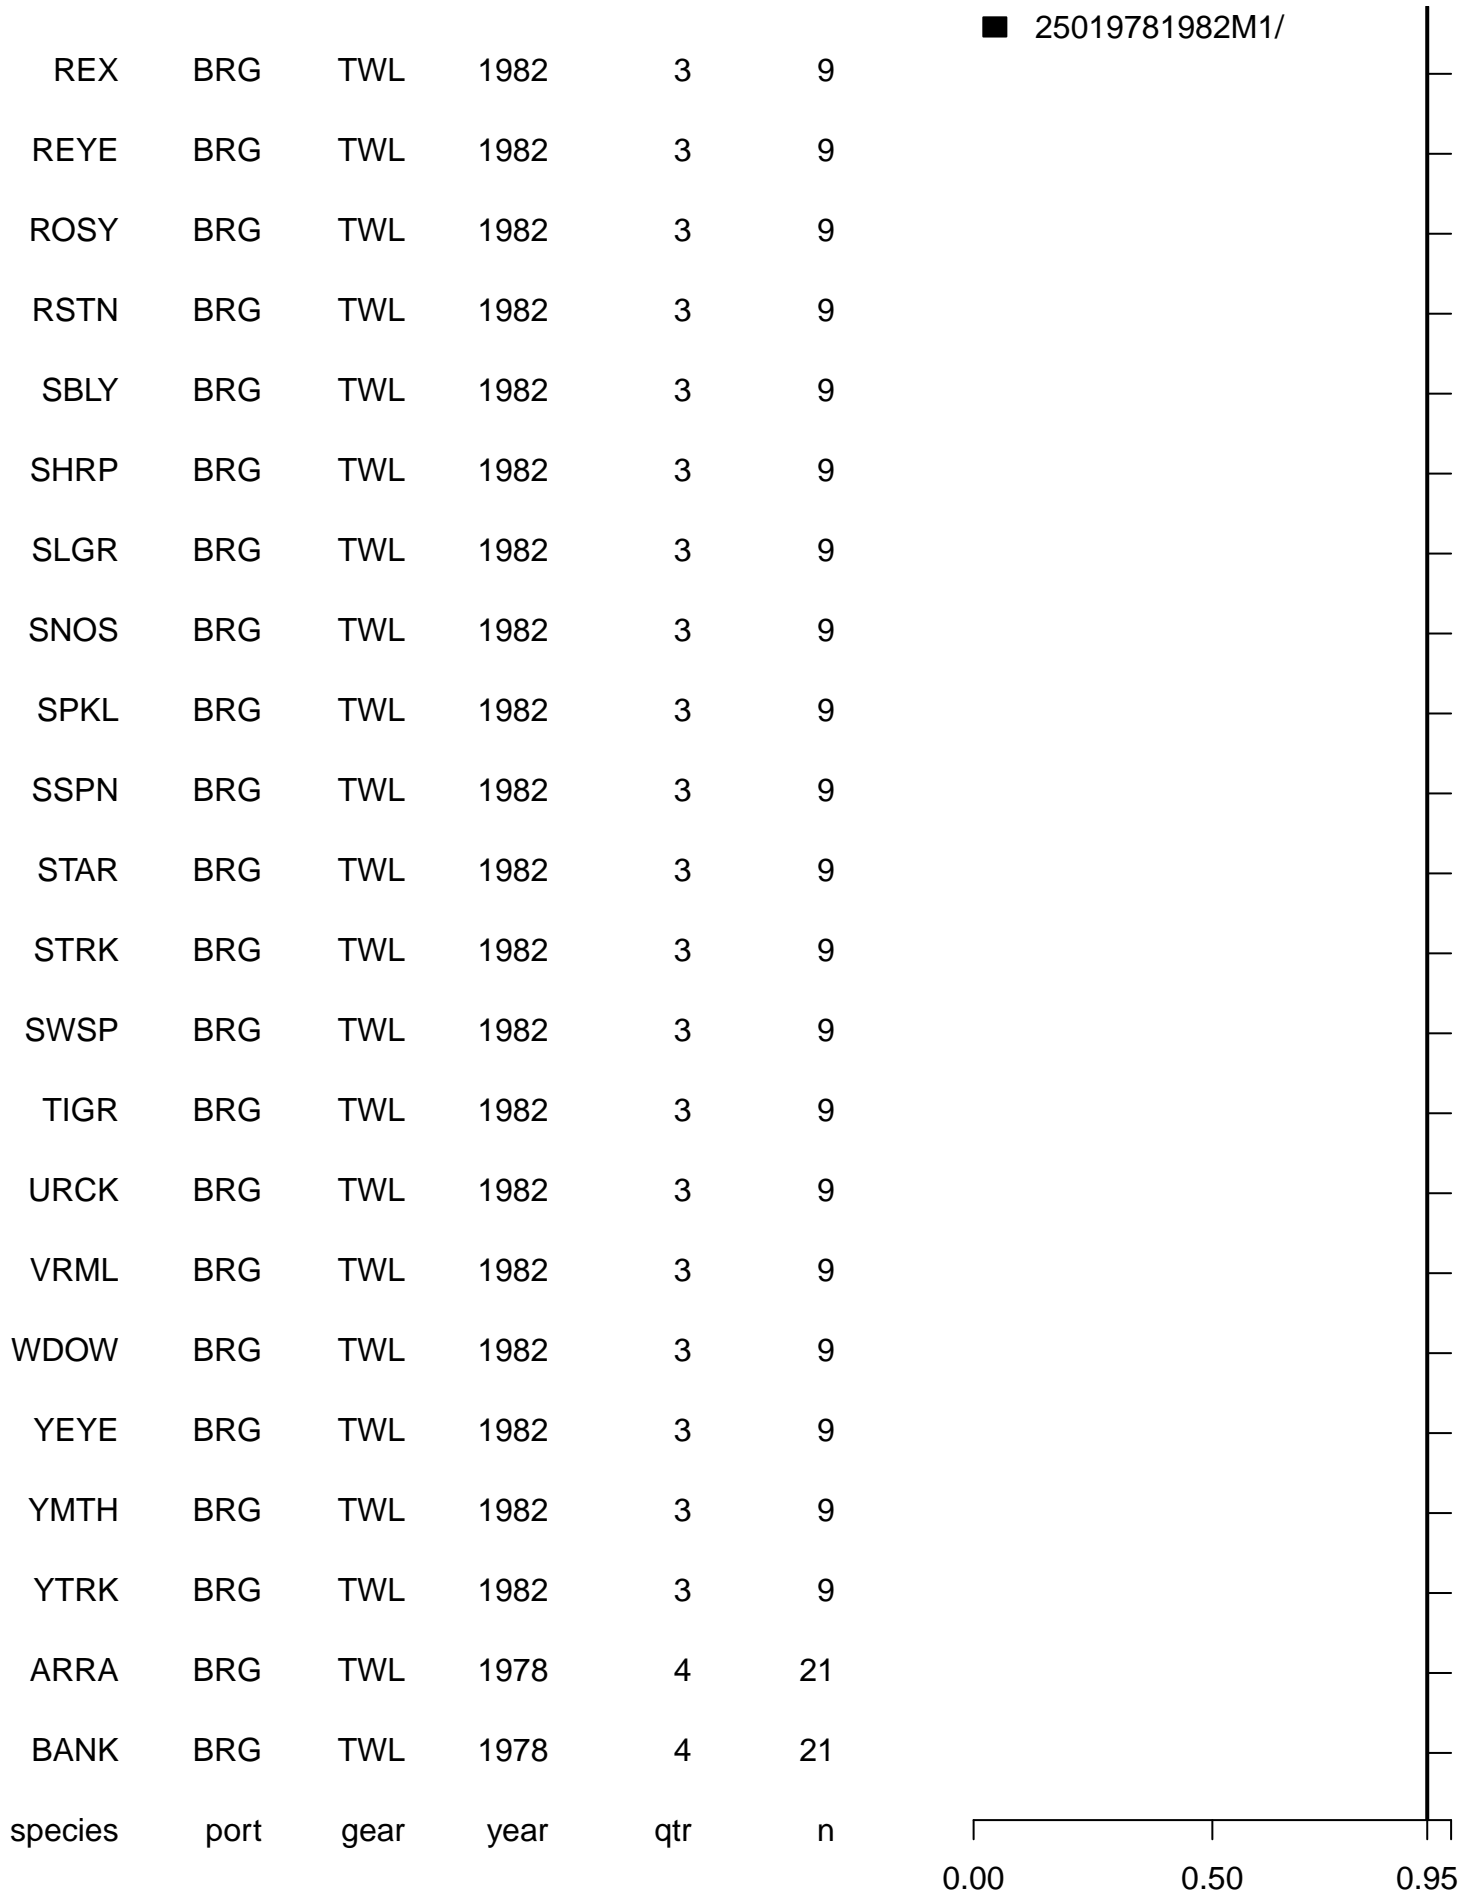 25019781982M1/
REX BRG TWL 1982 3 9
REYE BRG TWL 1982 3 9
ROSY BRG TWL 1982 3 9
RSTN BRG TWL 1982 3 9
SBLY BRG TWL 1982 3 9
SHRP BRG TWL 1982 3 9
SLGR BRG TWL 1982 3 9
SNOS BRG TWL 1982 3 9
SPKL BRG TWL 1982 3 9
SSPN BRG TWL 1982 3 9
STAR BRG TWL 1982 3 9
STRK BRG TWL 1982 3 9
SWSP BRG TWL 1982 3 9
TIGR BRG TWL 1982 3 9
URCK BRG TWL 1982 3 9
VRML BRG TWL 1982 3 9
WDOW BRG TWL 1982 3 9
YEYE BRG TWL 1982 3 9
YMTH BRG TWL 1982 3 9
YTRK BRG TWL 1982 3 9
ARRA BRG TWL 1978 4 21
BANK BRG TWL 1978 4 21
species port gear year qtr n
0.00 0.50 0.95